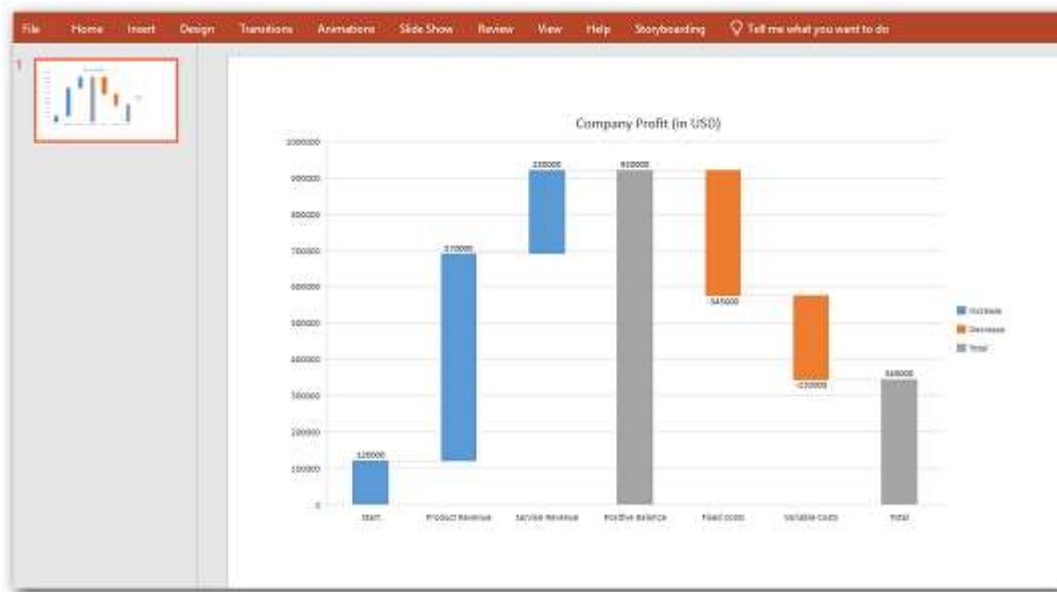 File Home Insert Design Transitions Animations Slide Show Review View Help Storyboarding Tell me what you want to do
1
Company Profit (in USD)
1000000
900000
800000
700000
600000
500000
400000
300000
200000
100000
0
120000
570000
230000
920000
-345000
Start Product Revenue Service Revenue Positive Balance Fixed Costs Variable Costs Total
Increase
Decrease
Total